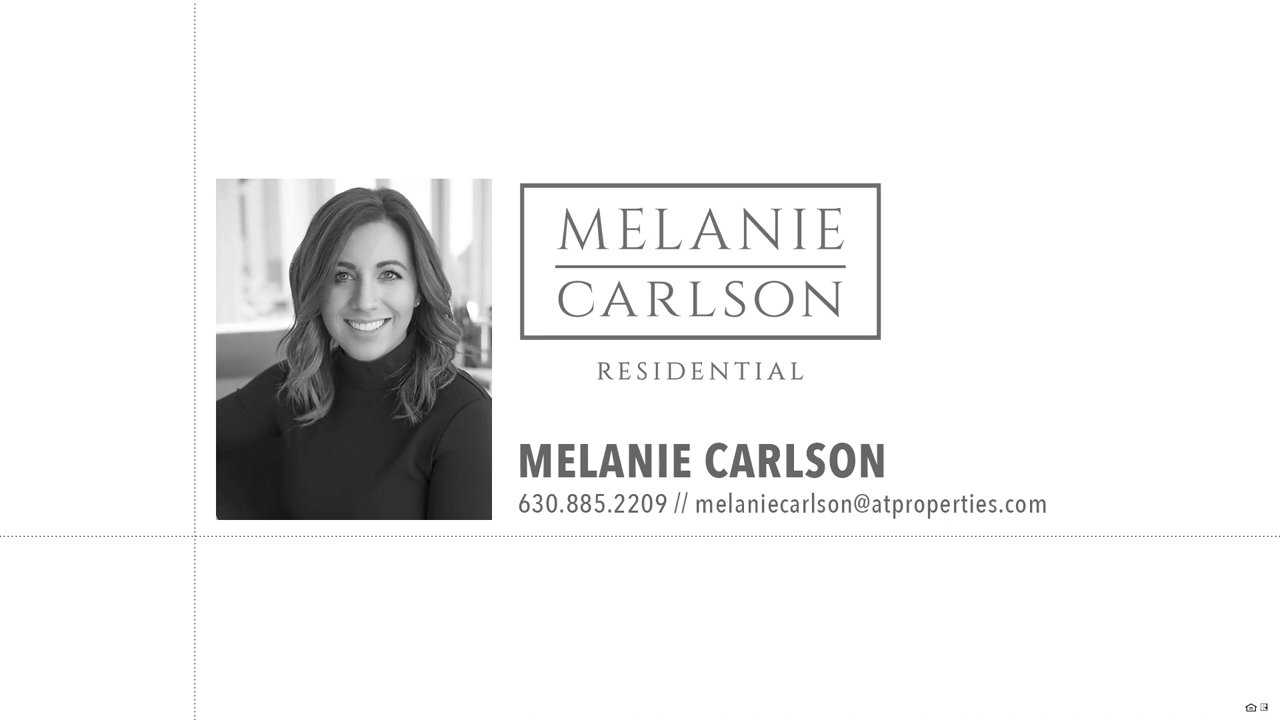 MELANIE
CARLSON
RESIDENTIAL
MELANIE CARLSON
630.885.2209 // melaniecarlson@atproperties.com